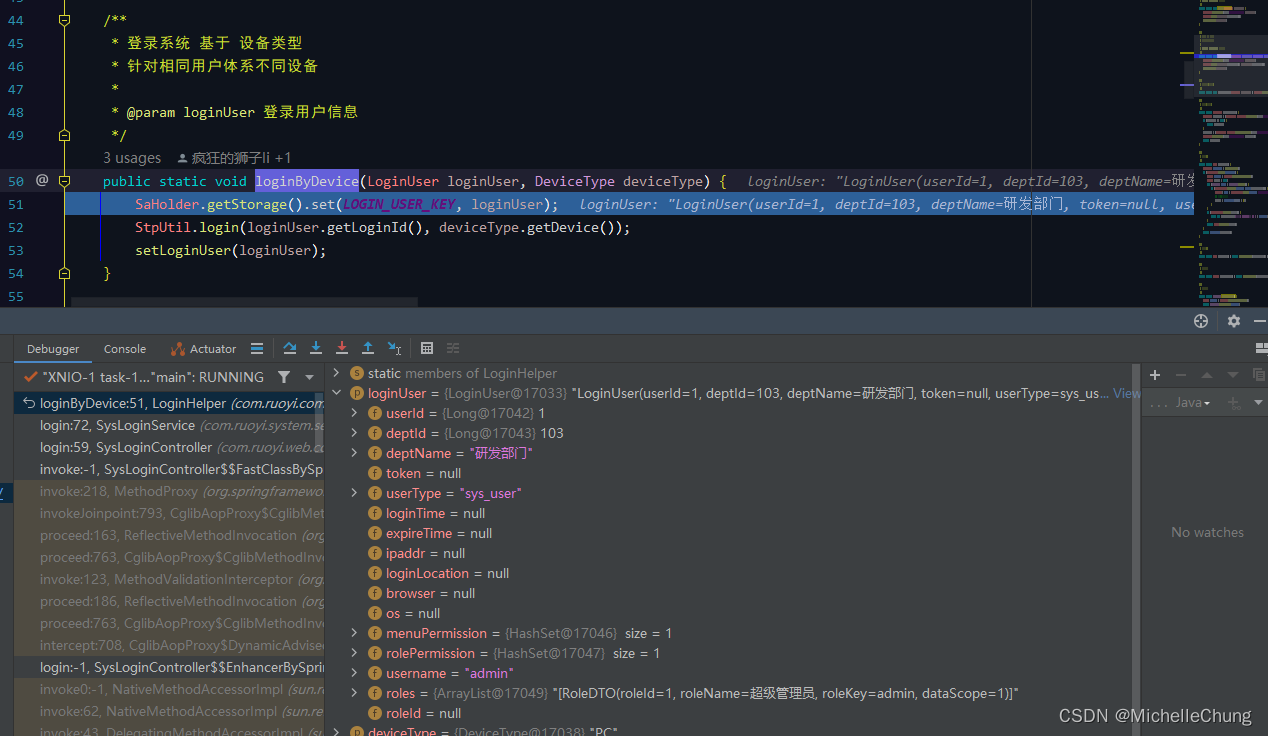 44 /**
45 * 登录系统 基于 设备类型
46 * 针对相同用户体系不同设备
47 *
48 * @param loginUser 登录用户信息
49 */
3 usages 疯狂的狮子li +1
50 @ public static void loginByDevice(LoginUser loginUser, DeviceType deviceType) { loginUser: "LoginUser(userId=1, deptId=103, deptName=研发
51 SaHolder.getStorage().set(LOGIN_USER_KEY, loginUser); loginUser: "LoginUser(userId=1, deptId=103, deptName=研发部门, token=null, use
52 StpUtil.login(loginUser.getLoginId(), deviceType.getDevice());
53 setLoginUser(loginUser);
54 }
55
Debugger Console Actuator
"XNIO-1 task-1..."main": RUNNING
loginByDevice:51, LoginHelper (com.ruoyi.com
login:72, SysLoginService (com.ruoyi.system.se
login:59, SysLoginController (com.ruoyi.web.co
invoke:-1, SysLoginController$$FastClassBySp
invoke:218, MethodProxy (org.springframewo
invokeJoinpoint:793, CglibAopProxy$CglibMet
proceed:163, ReflectiveMethodInvocation (org
proceed:763, CglibAopProxy$CglibMethodInvo
invoke:123, MethodValidationInterceptor (org.
proceed:186, ReflectiveMethodInvocation (org
proceed:763, CglibAopProxy$CglibMethodInvo
intercept:708, CglibAopProxy$DynamicAdvise
login:-1, SysLoginController$$EnhancerBySprin
invoke0:-1, NativeMethodAccessorImpl (sun.re
invoke:62, NativeMethodAccessorImpl (sun.re
invoke:43, DelegatingMethodAccessorImpl (su
static members of LoginHelper
loginUser = {LoginUser@17033} "LoginUser(userId=1, deptId=103, deptName=研发部门, token=null, userType=sys_us... View
userId = {Long@17042} 1
deptId = {Long@17043} 103
deptName = "研发部门"
token = null
userType = "sys_user"
loginTime = null
expireTime = null
ipaddr = null
loginLocation = null
browser = null
os = null
menuPermission = {HashSet@17046} size = 1
rolePermission = {HashSet@17047} size = 1
username = "admin"
roles = {ArrayList@17049} "[RoleDTO(roleId=1, roleName=超级管理员, roleKey=admin, dataScope=1)]"
roleId = null
deviceType = {DeviceType@17038} "PC"
... Java
No watches
CSDN @MichelleChung